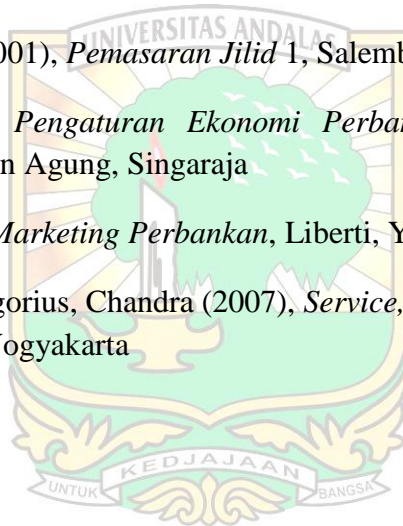 UNIVERSITAS ANDALAS
001), Pemasaran Jilid 1, Salemb
Pengaturan Ekonomi Perban
n Agung, Singaraja
Marketing Perbankan, Liberti, Y
gorius, Chandra (2007), Service,
Yogyakarta
KEDJAJAAN
UNTUK BANGSA